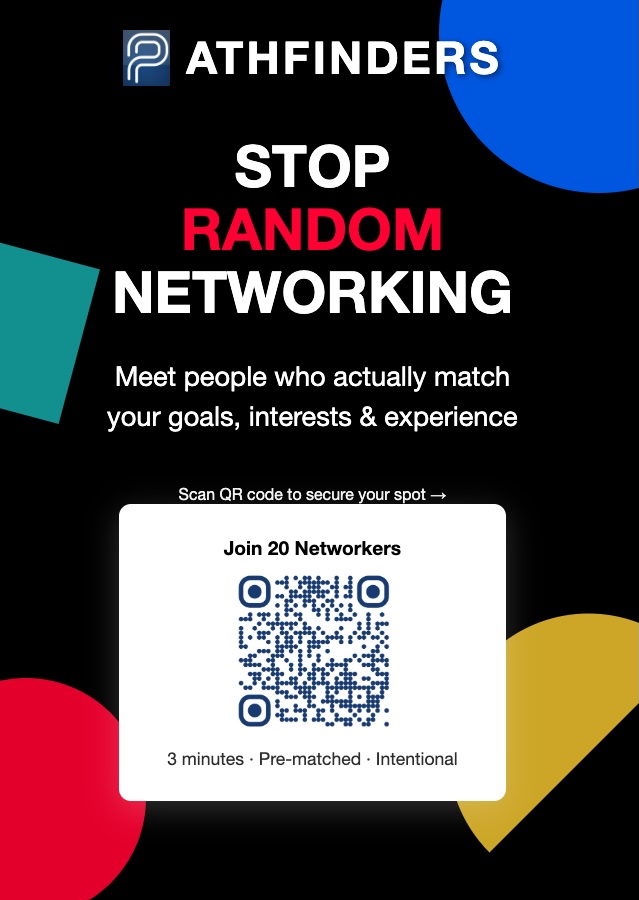 PATHFINDERS
STOP
RANDOM
NETWORKING
Meet people who actually match
your goals, interests & experience
Scan QR code to secure your spot →
Join 20 Networkers
3 minutes · Pre-matched · Intentional